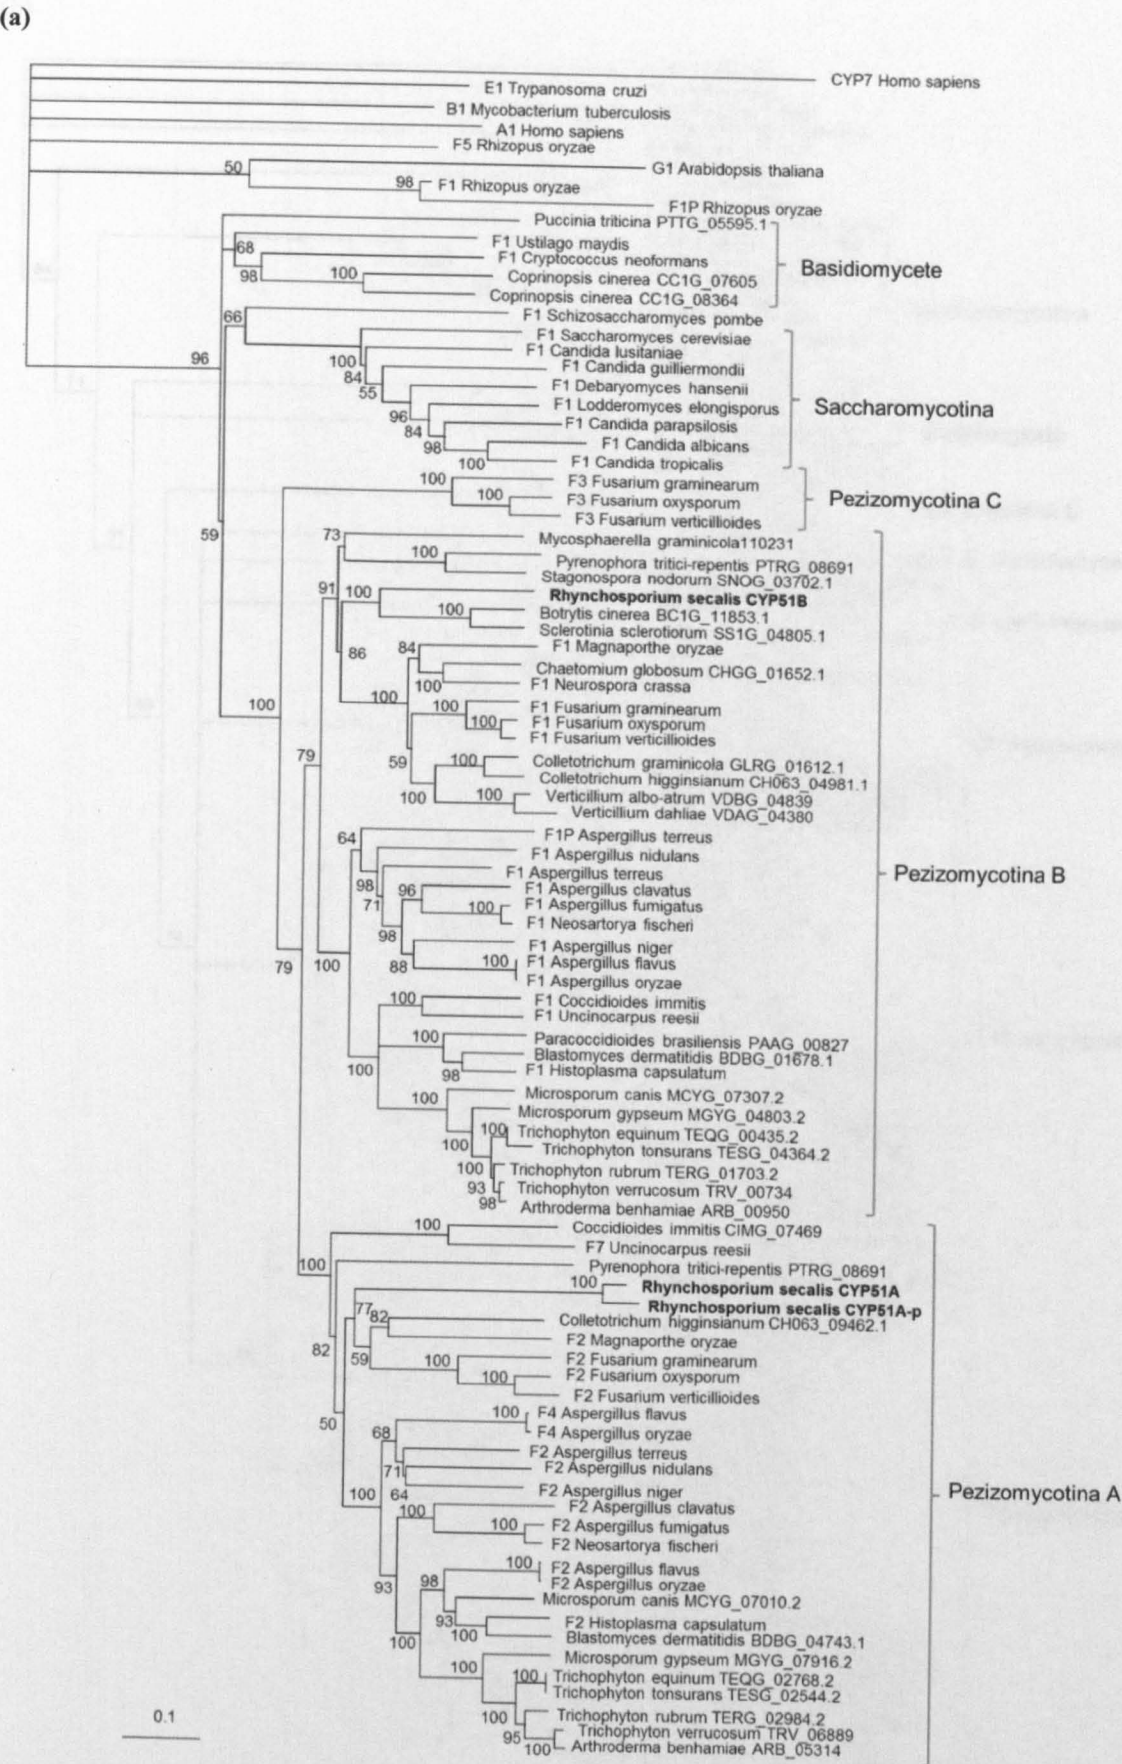 (a)
CYP7 Homo sapiens
E1 Trypanosoma cruzi
B1 Mycobacterium tuberculosis
A1 Homo sapiens
F5 Rhizopus oryzae
50
G1 Arabidopsis thaliana
98
F1 Rhizopus oryzae
F1P Rhizopus oryzae
Puccinia triticina PTTG_05595.1
68
F1 Ustilago maydis
F1 Cryptococcus neoformans
98
100
Coprinopsis cinerea CC1G_07605
Coprinopsis cinerea CC1G_08364
Basidiomycete
66
F1 Schizosaccharomyces pombe
F1 Saccharomyces cerevisiae
96
100
F1 Candida lusitaniae
84
F1 Candida guilliermondii
55
F1 Debaryomyces hansenii
96
F1 Lodderomyces elongisporus
84
F1 Candida parapsilosis
98
F1 Candida albicans
100
F1 Candida tropicalis
Saccharomycotina
100
F3 Fusarium graminearum
100
F3 Fusarium oxysporum
F3 Fusarium verticillioides
Pezizomycotina C
59
73
Mycosphaerella graminicola110231
100
Pyrenophora tritici-repentis PTRG_08691
Stagonospora nodorum SNOG_03702.1
91
100
Rhynchosporium secalis CYP51B
100
Botrytis cinerea BC1G_11853.1
Sclerotinia sclerotiorum SS1G_04805.1
86
84
F1 Magnaporthe oryzae
Chaetomium globosum CHGG_01652.1
100
F1 Neurospora crassa
100
100
100
F1 Fusarium graminearum
100
F1 Fusarium oxysporum
F1 Fusarium verticillioides
79
59
100
Colletotrichum graminicola GLRG_01612.1
Colletotrichum higginsianum CH063_04981.1
100
100
Verticillium albo-atrum VDBG_04839
Verticillium dahliae VDAG_04380
64
F1P Aspergillus terreus
F1 Aspergillus nidulans
98
F1 Aspergillus terreus
71
96
F1 Aspergillus clavatus
100
F1 Aspergillus fumigatus
F1 Neosartorya fischeri
98
F1 Aspergillus niger
88
100
F1 Aspergillus flavus
F1 Aspergillus oryzae
Pezizomycotina B
79
100
100
F1 Coccidioides immitis
F1 Uncinocarpus reesii
100
Paracoccidioides brasiliensis PAAG_00827
Blastomyces dermatitidis BDBG_01678.1
98
F1 Histoplasma capsulatum
100
100
Microsporum canis MCYG_07307.2
Microsporum gypseum MGYG_04803.2
100
100
Trichophyton equinum TEQG_00435.2
Trichophyton tonsurans TESG_04364.2
100
Trichophyton rubrum TERG_01703.2
93
Trichophyton verrucosum TRV_00734
98
Arthroderma benhamiae ARB_00950
100
Coccidioides immitis CIMG_07469
F7 Uncinocarpus reesii
100
Pyrenophora tritici-repentis PTRG_08691
100
Rhynchosporium secalis CYP51A
Rhynchosporium secalis CYP51A-p
77
82
Colletotrichum higginsianum CH063_09462.1
F2 Magnaporthe oryzae
82
59
100
F2 Fusarium graminearum
100
F2 Fusarium oxysporum
F2 Fusarium verticillioides
50
100
F4 Aspergillus flavus
F4 Aspergillus oryzae
68
F2 Aspergillus terreus
71
F2 Aspergillus nidulans
64
F2 Aspergillus niger
100
100
F2 Aspergillus clavatus
100
F2 Aspergillus fumigatus
F2 Neosartorya fischeri
Pezizomycotina A
93
98
100
F2 Aspergillus flavus
F2 Aspergillus oryzae
Microsporum canis MCYG_07010.2
93
F2 Histoplasma capsulatum
100
Blastomyces dermatitidis BDBG_04743.1
100
100
Microsporum gypseum MGYG_07916.2
100
Trichophyton equinum TEQG_02768.2
Trichophyton tonsurans TESG_02544.2
100
Trichophyton rubrum TERG_02984.2
95
Trichophyton verrucosum TRV_06889
100
Arthroderma benhamiae ARB_05314
0.1